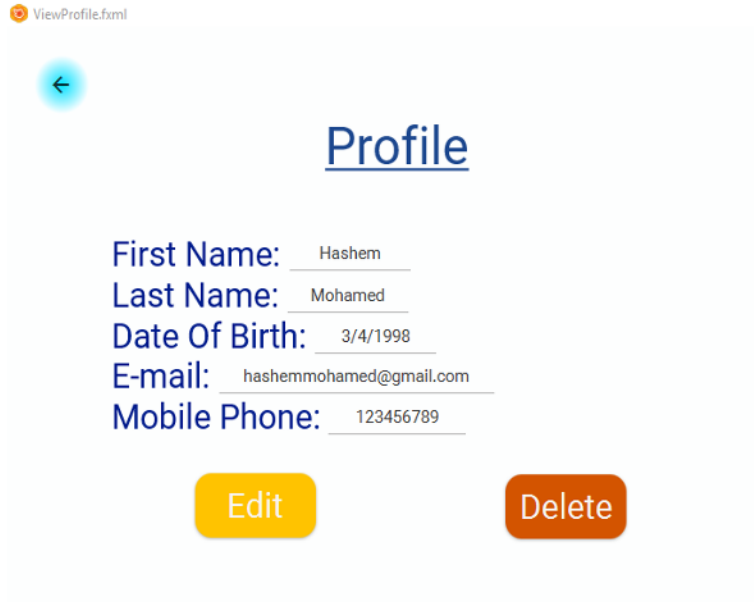 ViewProfile.fxml
Profile
First Name: Hashem
Last Name: Mohamed
Date Of Birth: 3/4/1998
E-mail: hashemmohamed@gmail.com
Mobile Phone: 123456789
Edit Delete